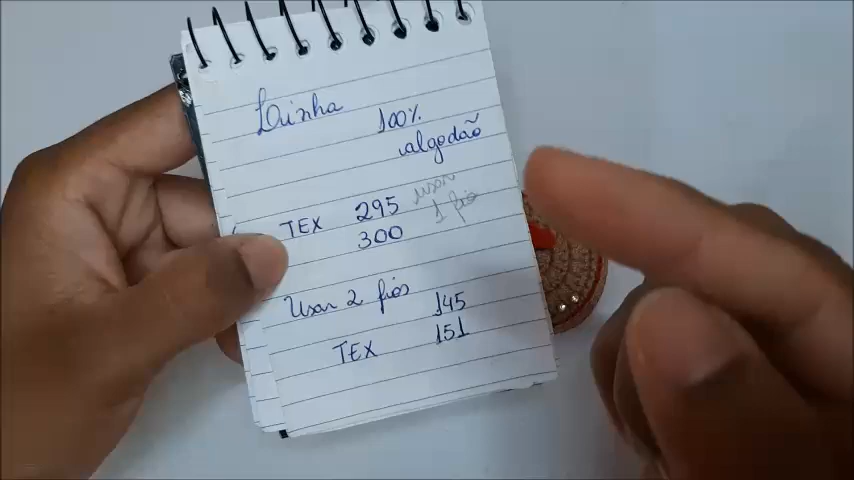 Linha
100%
algodão
TEX 295 usar
300 1 fio
Usar 2 fios 145
TEX 151